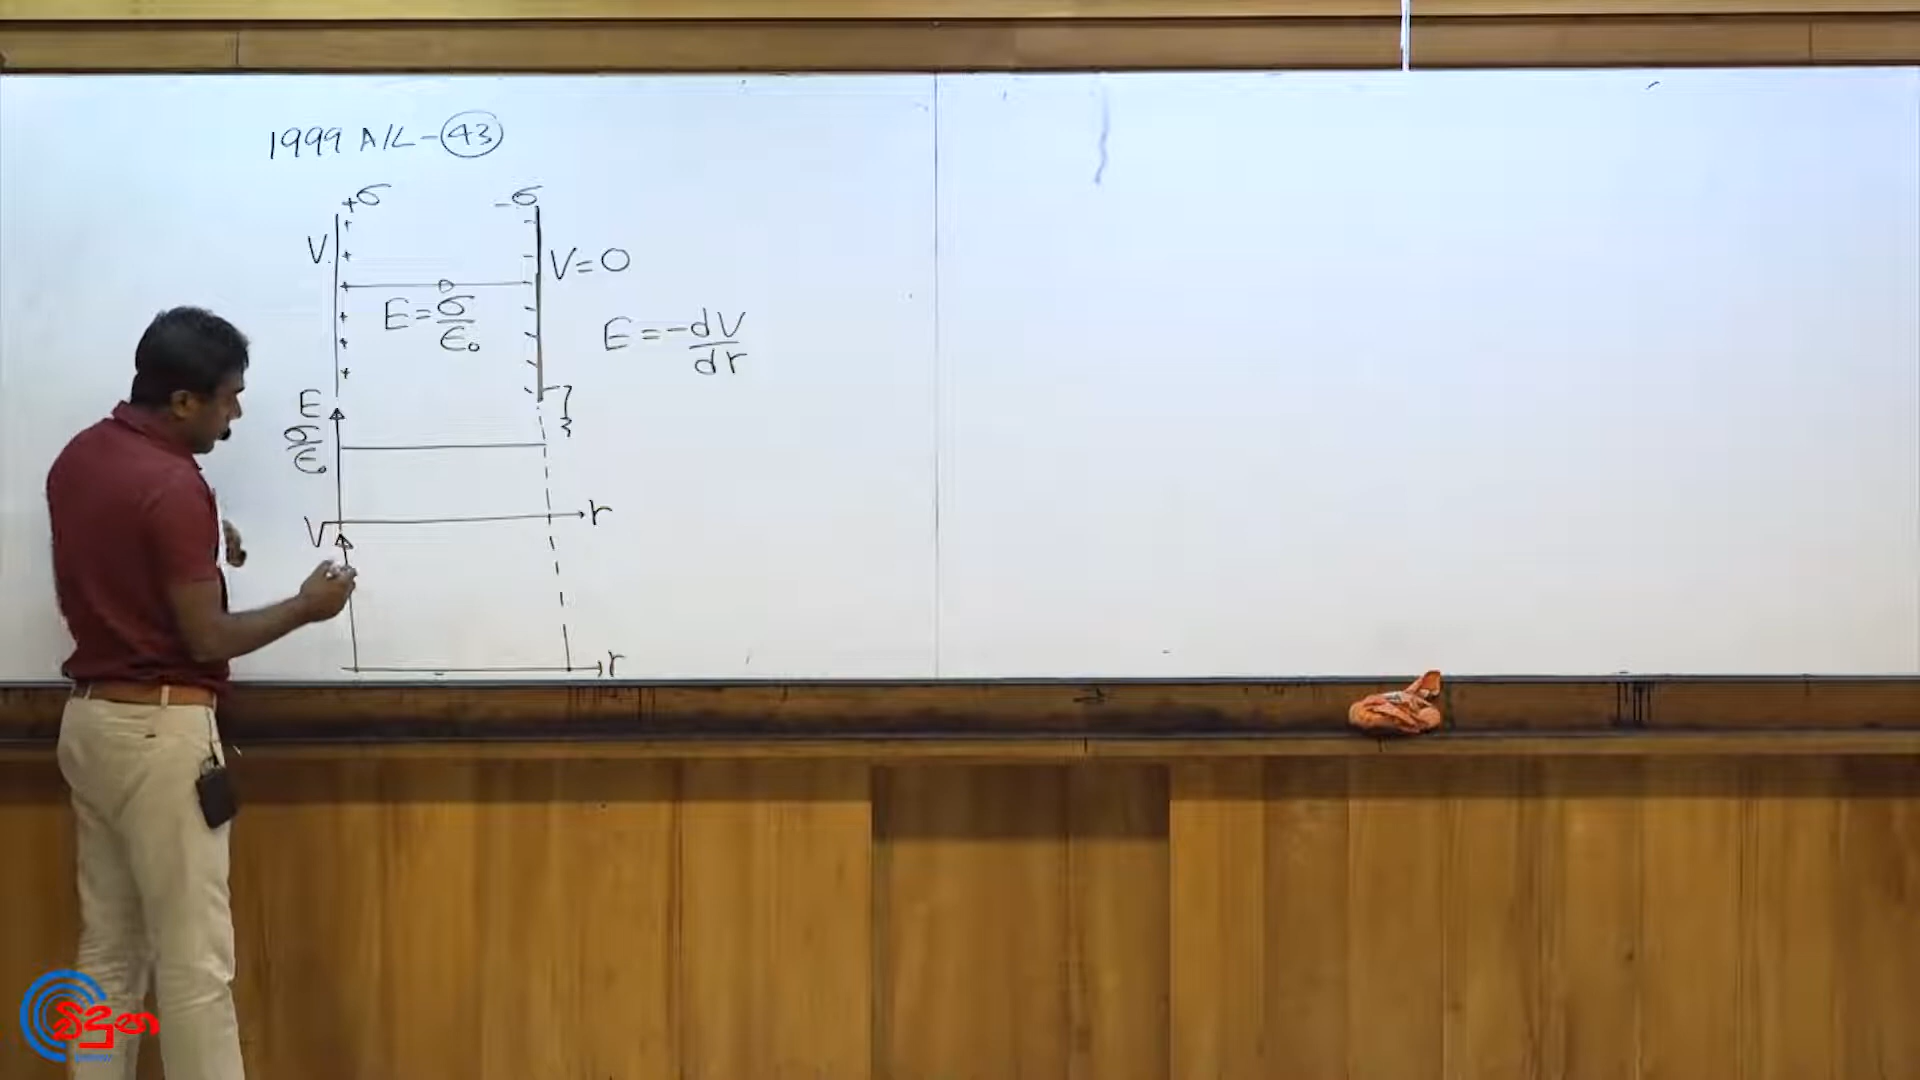 1999 A/L - 43
+σ
-σ
V
V=0
E = σ/ε₀
E = -dV/dr
E
σ/ε₀
r
V
r
විදුන